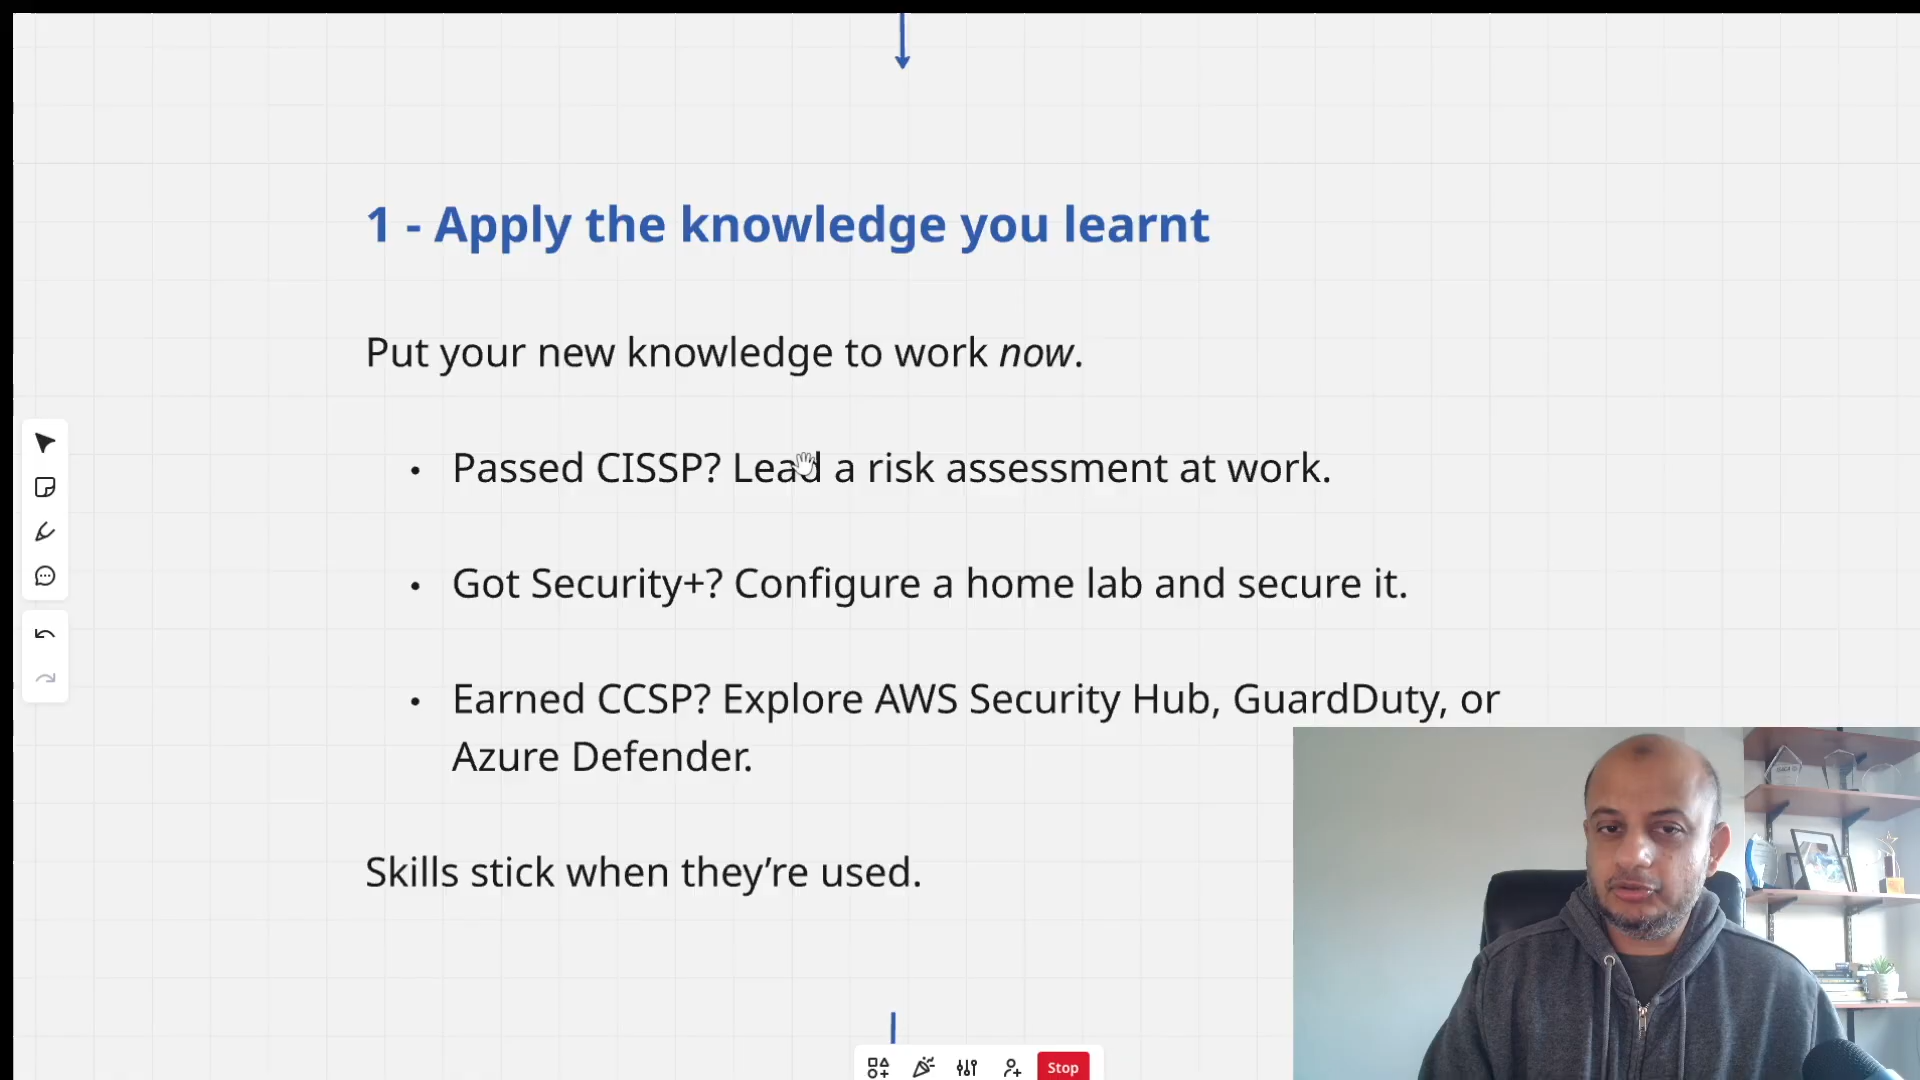 1 - Apply the knowledge you learnt
Put your new knowledge to work now.
• Passed CISSP? Lead a risk assessment at work.
• Got Security+? Configure a home lab and secure it.
• Earned CCSP? Explore AWS Security Hub, GuardDuty, or
Azure Defender.
Skills stick when they’re used.
Stop